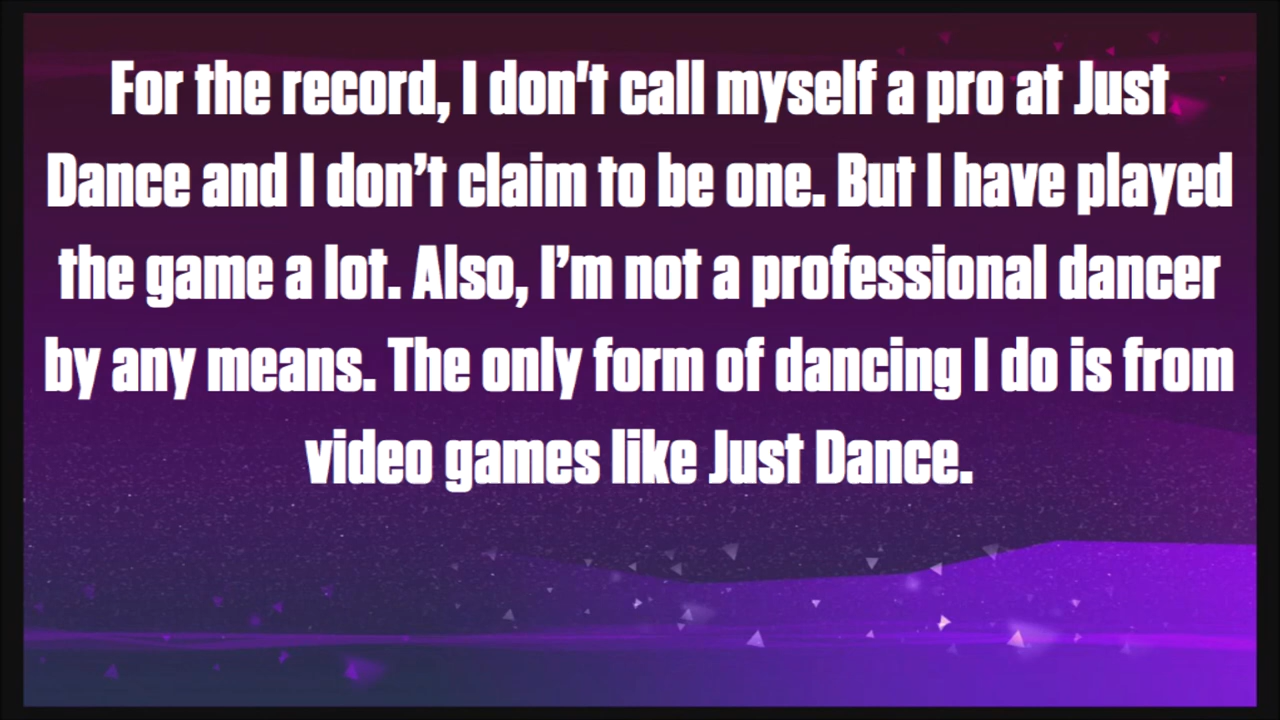 For the record, I don't call myself a pro at Just
Dance and I don’t claim to be one. But I have played
the game a lot. Also, I’m not a professional dancer
by any means. The only form of dancing I do is from
video games like Just Dance.